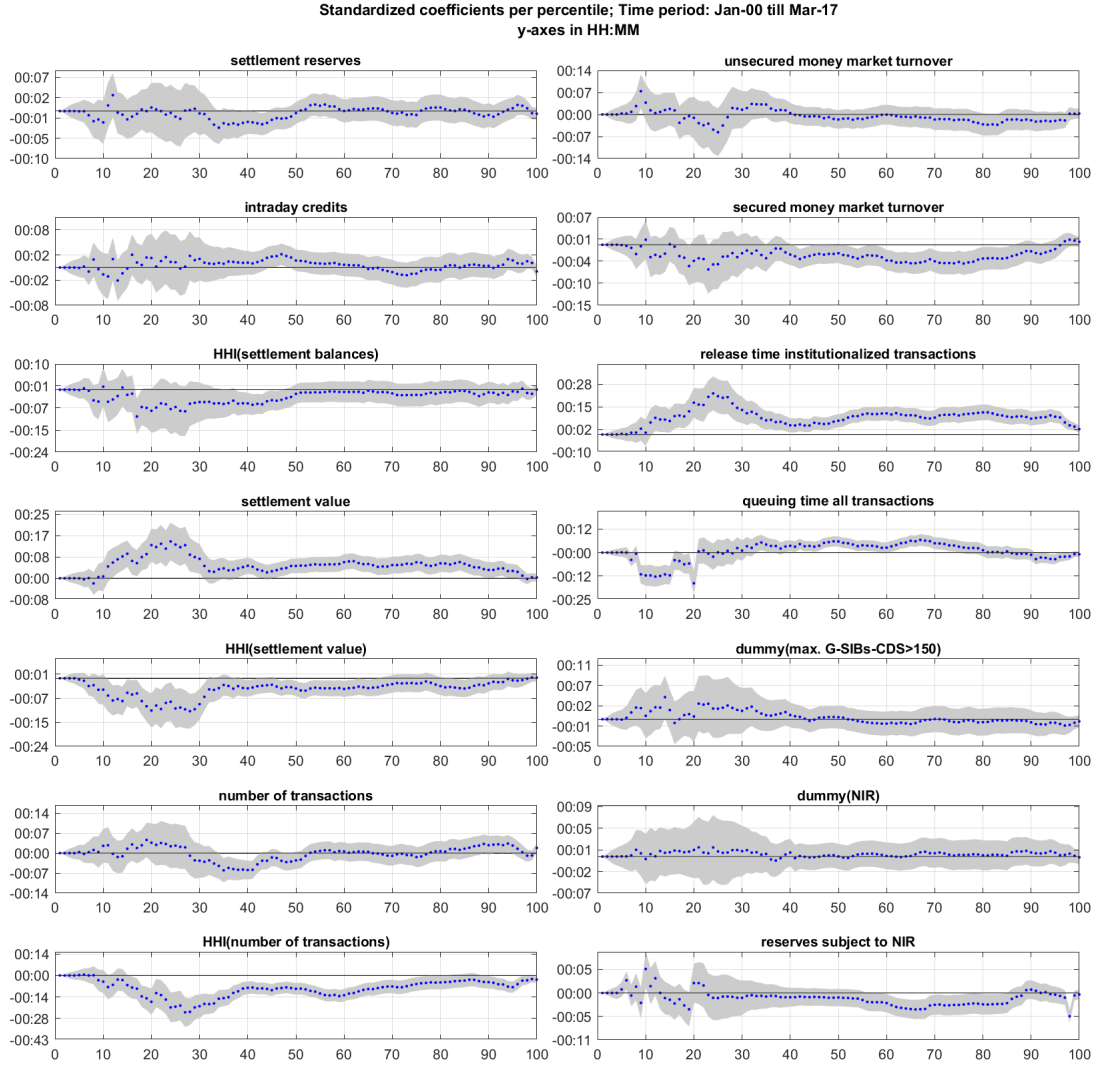 Standardized coefficients per percentile; Time period: Jan-00 till Mar-17
y-axes in HH:MM
settlement reserves
00:07
00:02
-00:01
-00:05
-00:10
0 10 20 30 40 50 60 70 80 90 100
unsecured money market turnover
00:14
00:07
00:00
-00:07
-00:14
0 10 20 30 40 50 60 70 80 90 100
intraday credits
00:08
00:02
-00:02
-00:08
0 10 20 30 40 50 60 70 80 90 100
secured money market turnover
00:07
00:01
-00:04
-00:10
-00:15
0 10 20 30 40 50 60 70 80 90 100
HHI(settlement balances)
00:10
00:01
-00:07
-00:15
-00:24
0 10 20 30 40 50 60 70 80 90 100
release time institutionalized transactions
00:28
00:15
00:02
-00:10
0 10 20 30 40 50 60 70 80 90 100
settlement value
00:25
00:17
00:08
00:00
-00:08
0 10 20 30 40 50 60 70 80 90 100
queuing time all transactions
00:12
-00:00
-00:12
-00:25
0 10 20 30 40 50 60 70 80 90 100
HHI(settlement value)
00:01
-00:07
-00:15
-00:24
0 10 20 30 40 50 60 70 80 90 100
dummy(max. G-SIBs-CDS>150)
00:11
00:07
00:02
-00:01
-00:05
0 10 20 30 40 50 60 70 80 90 100
number of transactions
00:14
00:07
00:00
-00:07
-00:14
0 10 20 30 40 50 60 70 80 90 100
dummy(NIR)
00:09
00:05
00:01
-00:02
-00:07
0 10 20 30 40 50 60 70 80 90 100
HHI(number of transactions)
00:14
00:00
-00:14
-00:28
-00:43
0 10 20 30 40 50 60 70 80 90 100
reserves subject to NIR
00:05
00:00
-00:05
-00:11
0 10 20 30 40 50 60 70 80 90 100